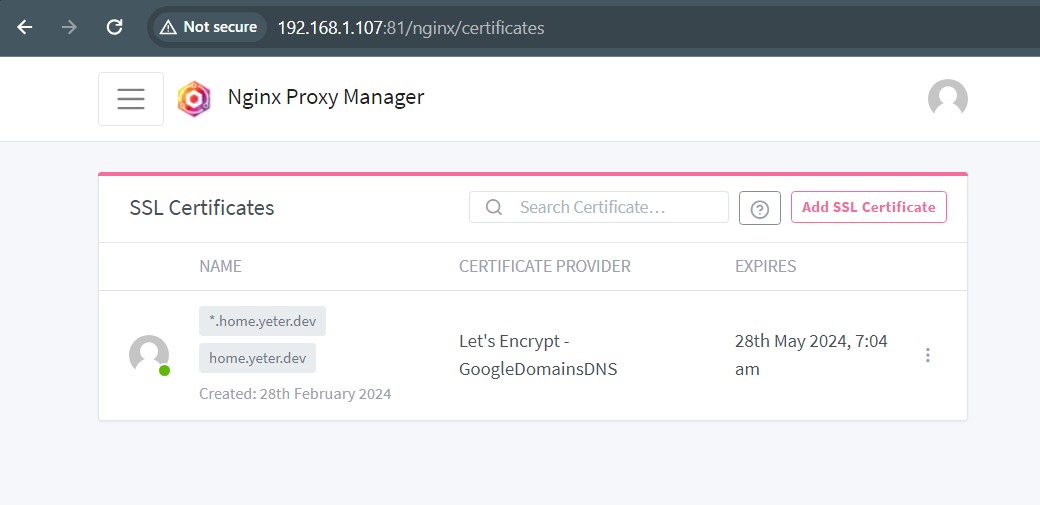 Not secure 192.168.1.107:81/nginx/certificates
Nginx Proxy Manager
SSL Certificates Search Certificate… Add SSL Certificate
NAME CERTIFICATE PROVIDER EXPIRES
*.home.yeter.dev
home.yeter.dev
Created: 28th February 2024
Let's Encrypt -
GoogleDomainsDNS
28th May 2024, 7:04
am